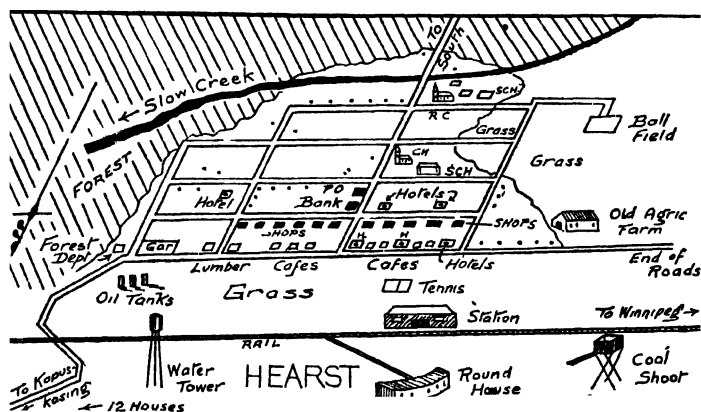 To
South
← Slow Creek
SCH
R C
Grass
Ball
Field
FOREST
CH
SCH
Grass
Hotel
PO
Bank
Hotels
SHOPS
Old Agric
Farm
Forest
Dept
Gar
→HOPS
H
H
Lumber
Cafes
Cafes
Hotels
End of
Roads
Oil Tanks
Grass
Tennis
Station
To Winnipeg →
RAIL
Water
Tower
HEARST
Round
House
Coal
Shoot
To Kapus-
kasing
← 12 Houses